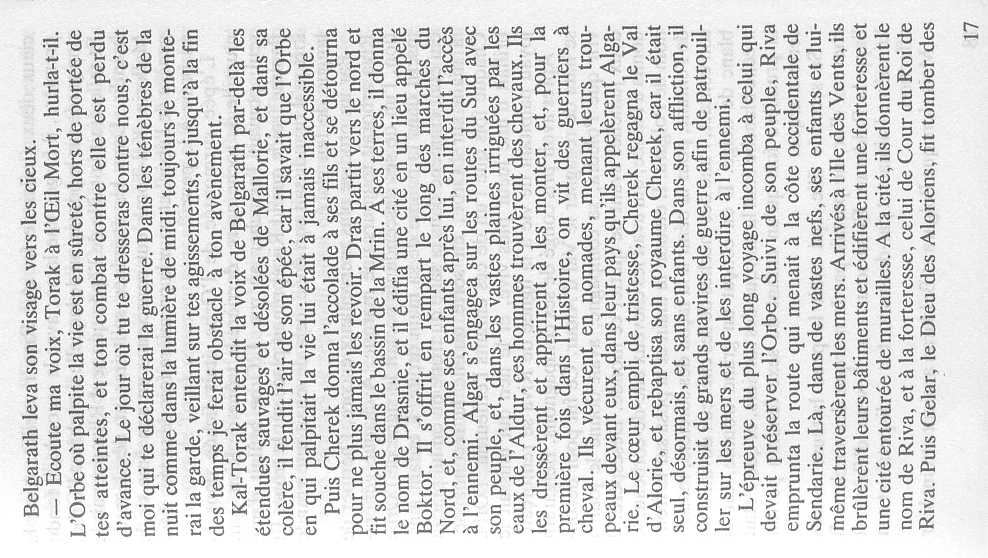 Belgarath leva son visage vers les cieux.
— Ecoute ma voix, Torak à l'Œil Mort, hurla-t-il.
L'Orbe où palpite la vie est en sûreté, hors de portée de
tes atteintes, et ton combat contre elle est perdu
d'avance. Le jour où tu te dresseras contre nous, c'est
moi qui te déclarerai la guerre. Dans les ténèbres de la
nuit comme dans la lumière de midi, toujours je monte-
rai la garde, veillant sur tes agissements, et jusqu'à la fin
des temps je ferai obstacle à ton avènement.
Kal-Torak entendit la voix de Belgarath par-delà les
étendues sauvages et désolées de Mallorie, et dans sa
colère, il fendit l'air de son épée, car il savait que l'Orbe
en qui palpitait la vie lui était à jamais inaccessible.
Puis Cherek donna l'accolade à ses fils et se détourna
pour ne plus jamais les revoir. Dras partit vers le nord et
fit souche dans le bassin de la Mrin. A ses terres, il donna
le nom de Drasnie, et il édifia une cité en un lieu appelé
Boktor. Il s'offrit en rempart le long des marches du
Nord, et, comme ses enfants après lui, en interdit l'accès
à l'ennemi. Algar s'engagea sur les routes du Sud avec
son peuple, et, dans les vastes plaines irriguées par les
eaux de l'Aldur, ces hommes trouvèrent des chevaux. Ils
les dressèrent et apprirent à les monter, et, pour la
première fois dans l'Histoire, on vit des guerriers à
cheval. Ils vécurent en nomades, menant leurs trou-
peaux devant eux, dans leur pays qu'ils appelèrent Alga-
rie. Le cœur empli de tristesse, Cherek regagna le Val
d'Alorie, et rebaptisa son royaume Cherek, car il était
seul, désormais, et sans enfants. Dans son affliction, il
construisit de grands navires de guerre afin de patrouil-
ler sur les mers et de les interdire à l'ennemi.
L'épreuve du plus long voyage incomba à celui qui
devait préserver l'Orbe. Suivi de son peuple, Riva
emprunta la route qui menait à la côte occidentale de
Sendarie. Là, dans de vastes nefs, ses enfants et lui-
même traversèrent les mers. Arrivés à l'Ile des Vents, ils
brûlèrent leurs bâtiments et édifièrent une forteresse et
une cité entourée de murailles. A la cité, ils donnèrent le
nom de Riva, et à la forteresse, celui de Cour du Roi de
Riva. Puis Gelar, le Dieu des Aloriens, fit tomber des
17